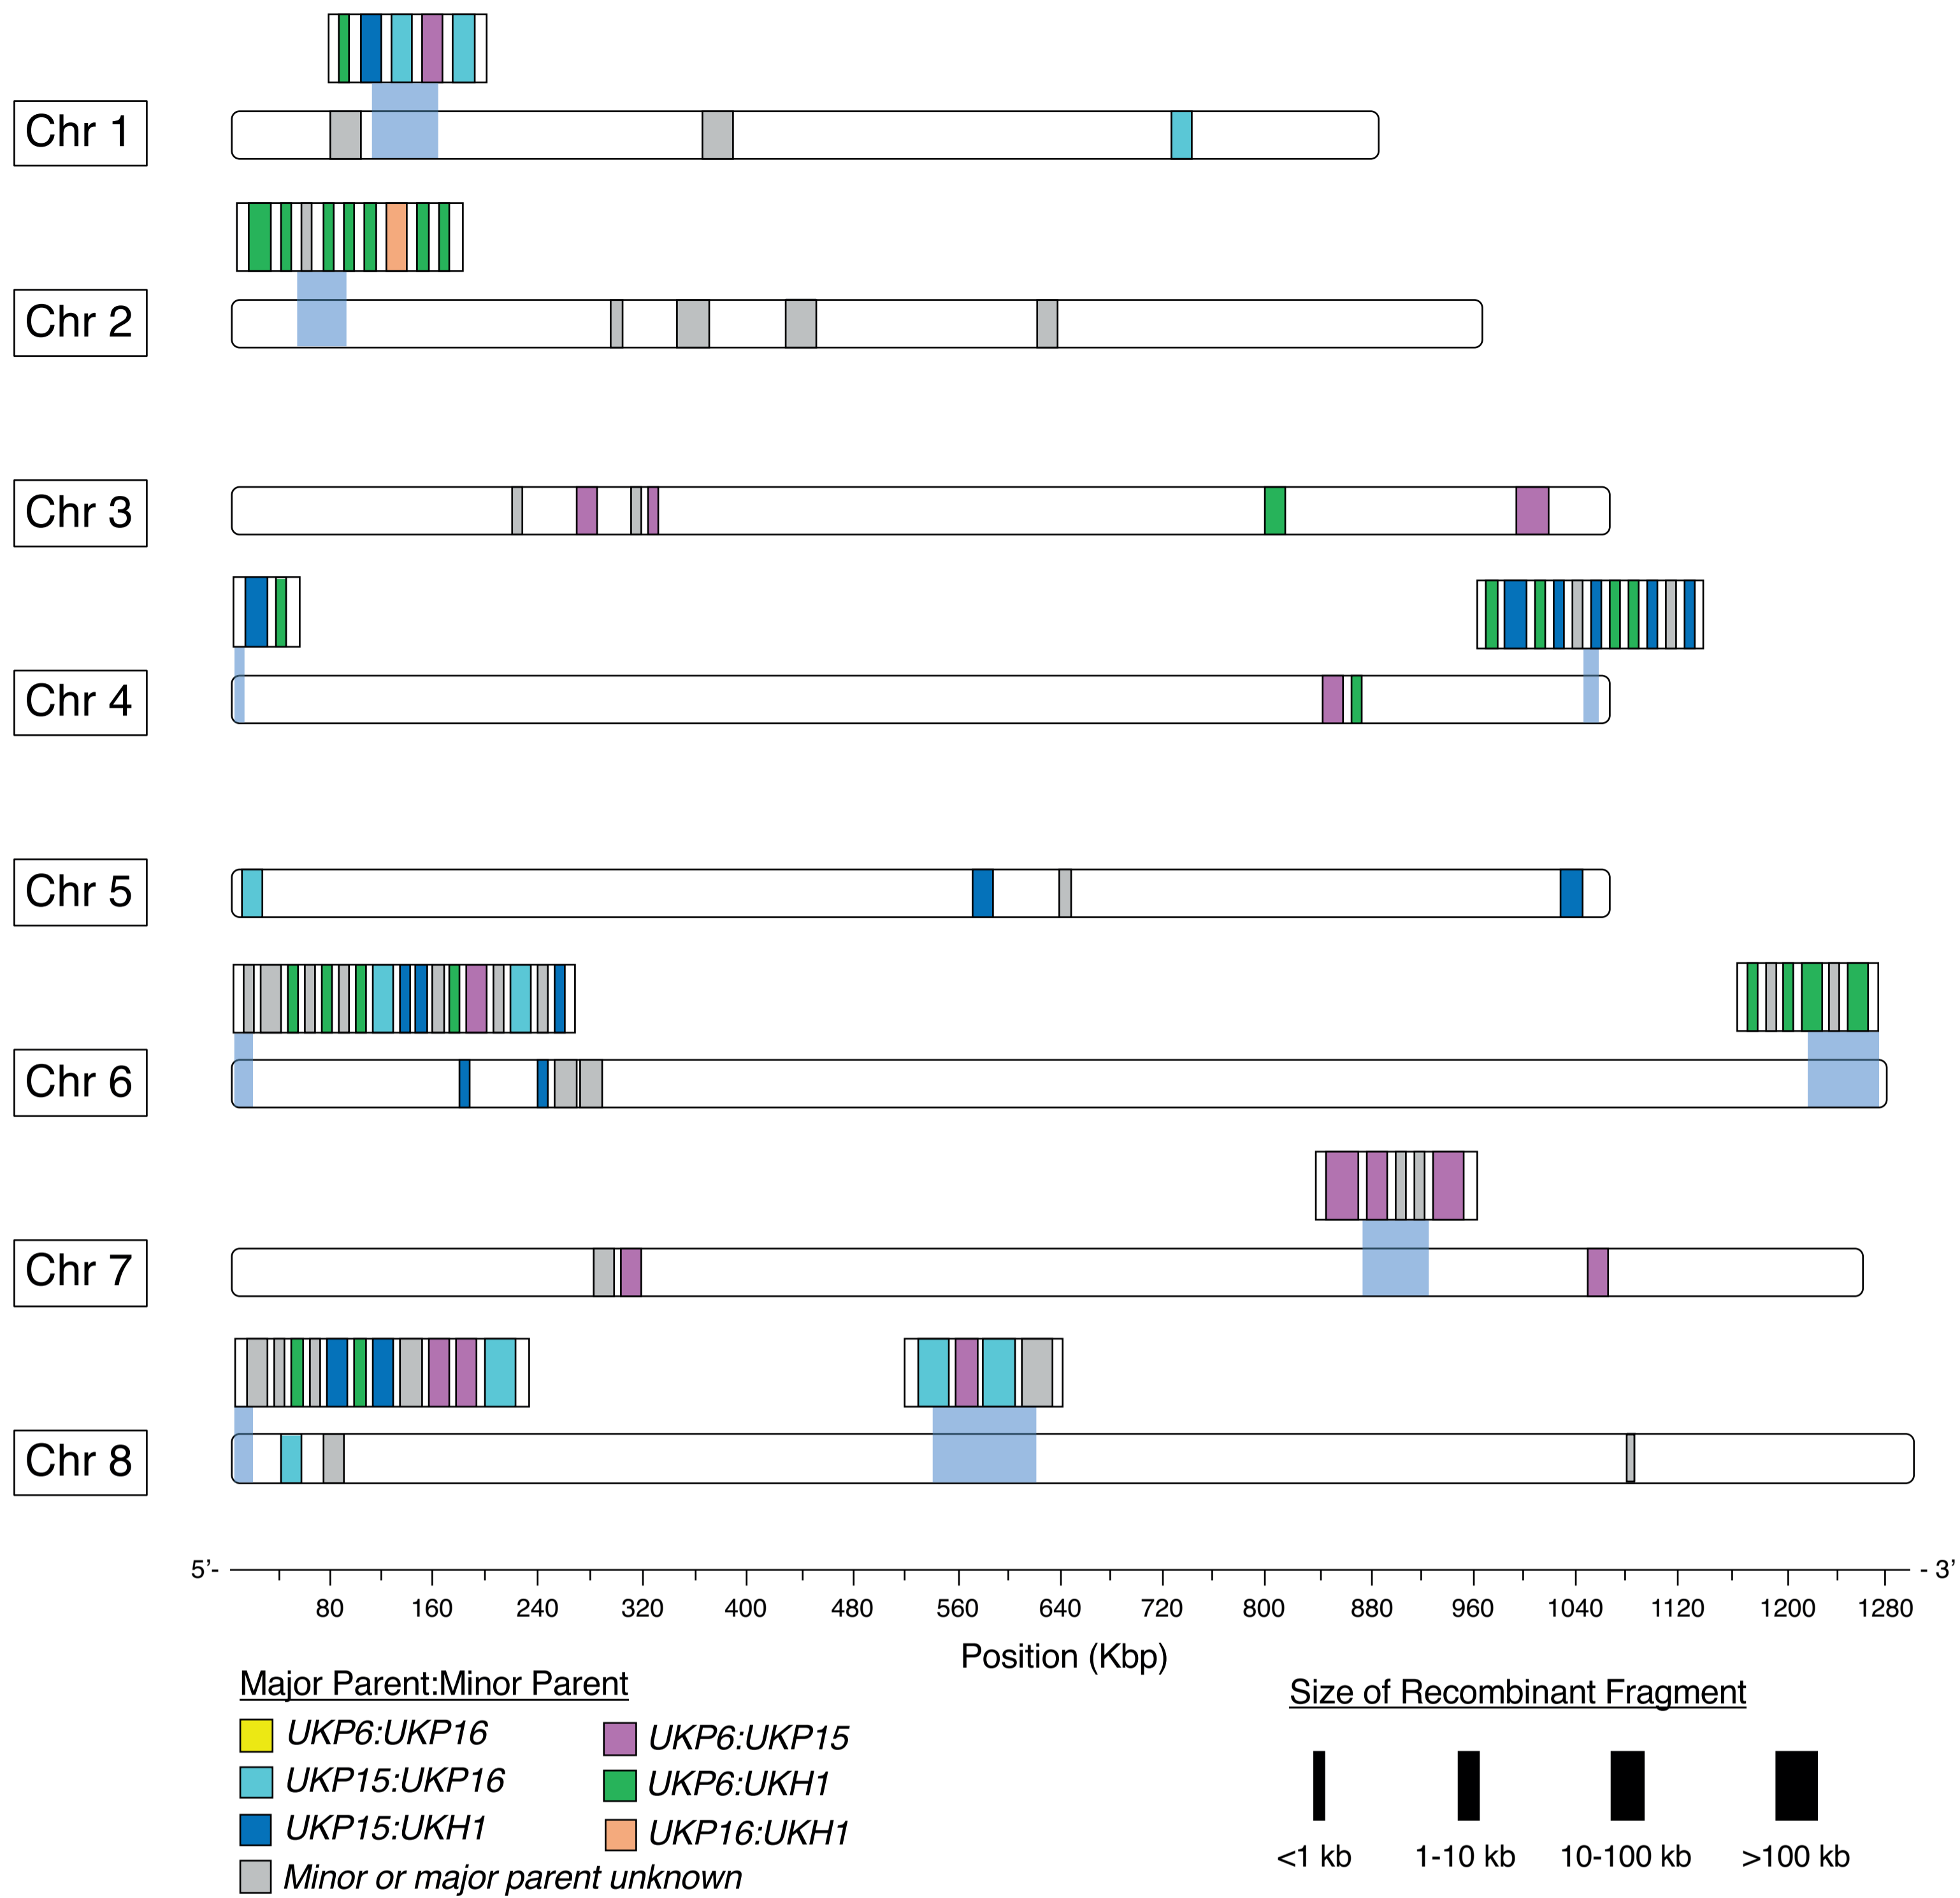 Chr 1
Chr 2
Chr 3
Chr 4
Chr 5
Chr 6
Chr 7
Chr 8
5’- - 3’
80 160 240 320 400 480 560 640 720 800 880 960 1040 1120 1200 1280
Position (Kbp)
Major Parent:Minor Parent
UKP6:UKP16
UKP15:UKP16
UKP15:UKH1
Minor or major parent unknown
UKP6:UKP15
UKP6:UKH1
UKP16:UKH1
Size of Recombinant Fragment
<1 kb 1-10 kb 10-100 kb >100 kb